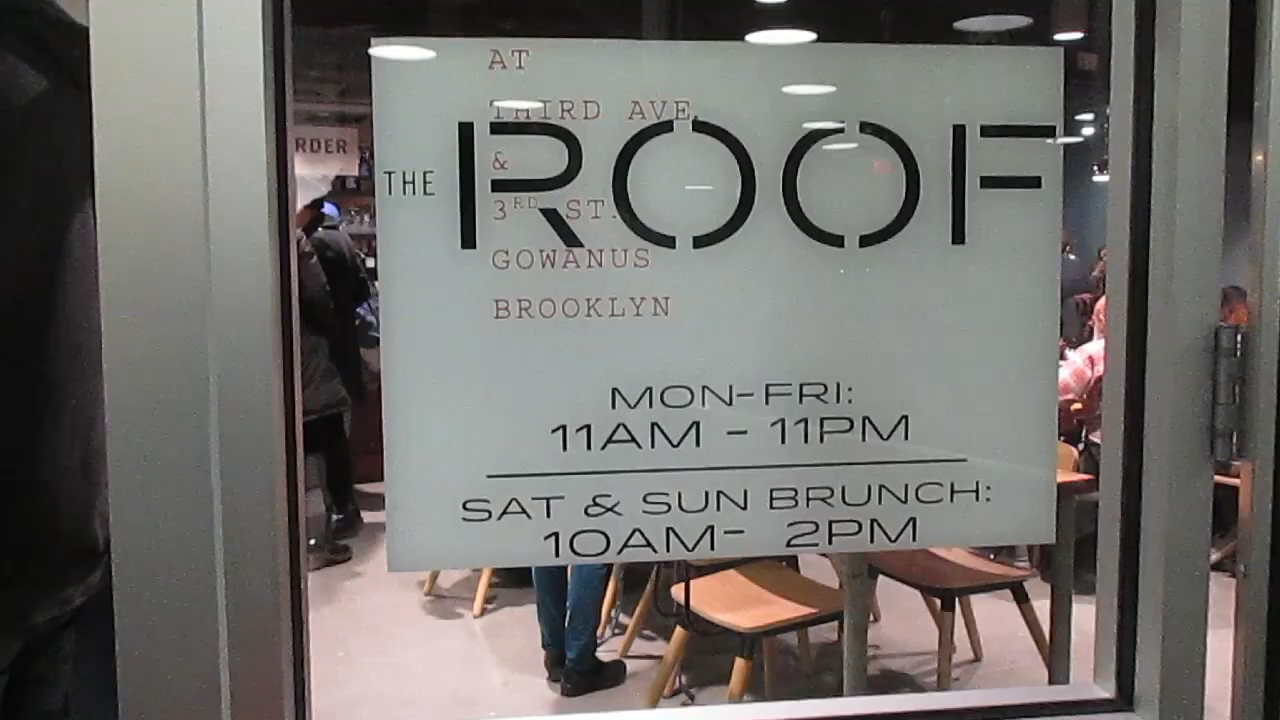 AT
THIRD AVE.
&
3RD ST.
GOWANUS
BROOKLYN
THE ROOF
MON-FRI:
11AM - 11PM
SAT & SUN BRUNCH:
10AM- 2PM
RDER